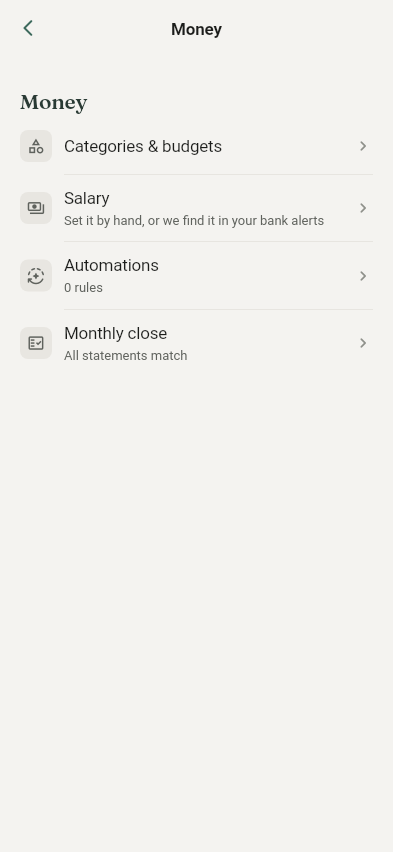 Money
Money
Categories & budgets
Salary
Set it by hand, or we find it in your bank alerts
Automations
0 rules
Monthly close
All statements match